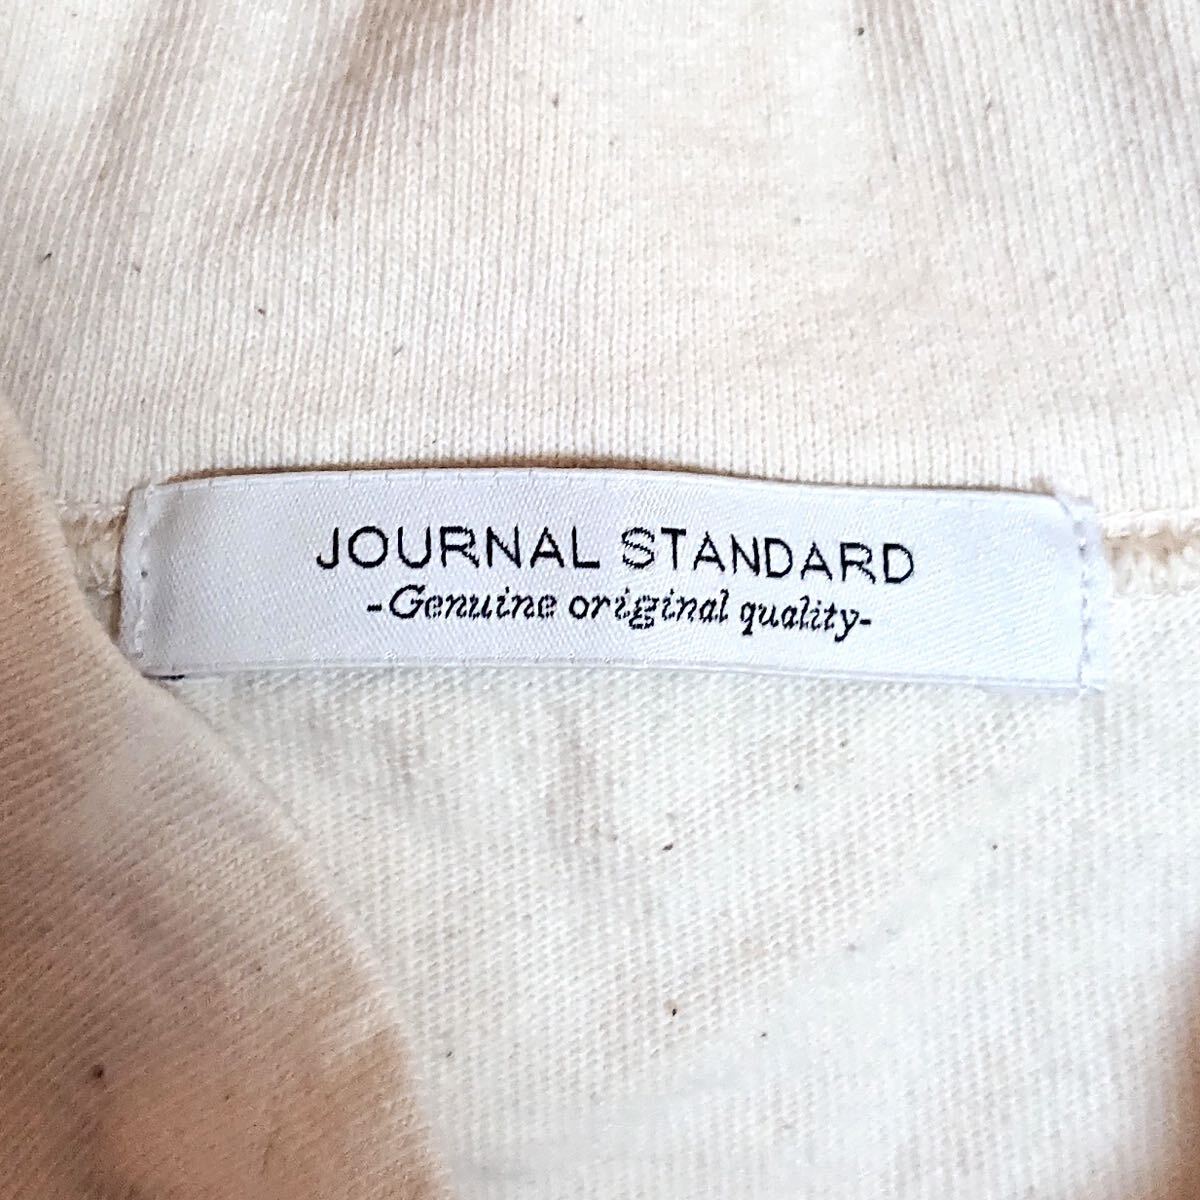 JOURNAL STANDARD
-Genuine original quality-